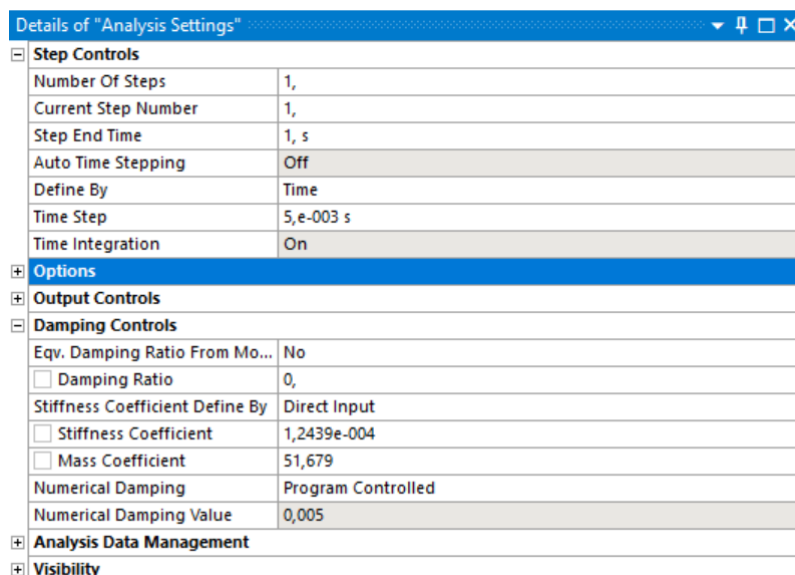 Details of "Analysis Settings"
Step Controls
Number Of Steps 1,
Current Step Number 1,
Step End Time 1, s
Auto Time Stepping Off
Define By Time
Time Step 5,e-003 s
Time Integration On
Options
Output Controls
Damping Controls
Eqv. Damping Ratio From Mo... No
Damping Ratio 0,
Stiffness Coefficient Define By Direct Input
Stiffness Coefficient 1,2439e-004
Mass Coefficient 51,679
Numerical Damping Program Controlled
Numerical Damping Value 0,005
Analysis Data Management
Visibility